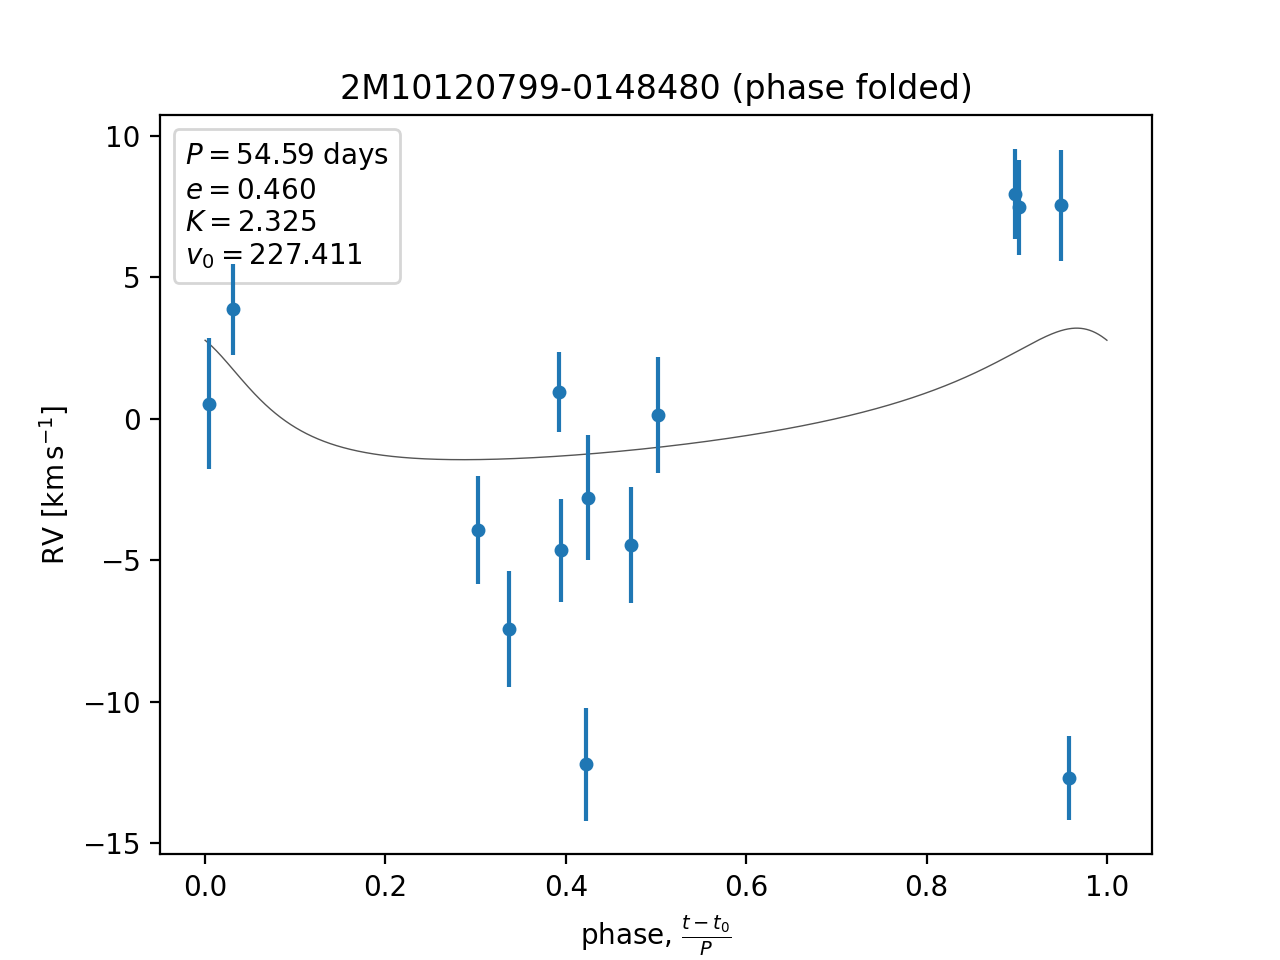 2M10120799-0148480 (phase folded)
P = 54.59 days
e = 0.460
K = 2.325
v₀ = 227.411
10
5
0
−5
−10
−15
RV [km s⁻¹]
0.0 0.2 0.4 0.6 0.8 1.0
phase, (t − t₀)/P